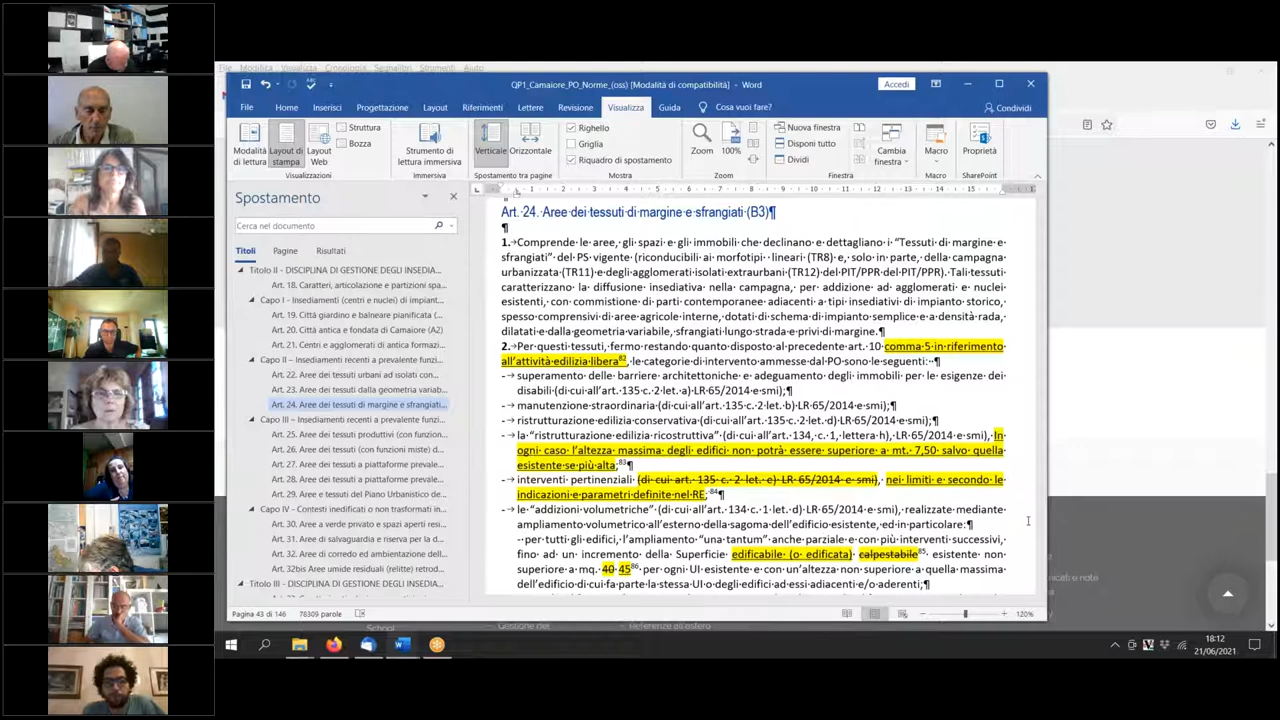 File Modifica Visualizza Cronologia Segnalibri Strumenti Aiuto
QP1_Camaiore_PO_Norme_(oss) [Modalità di compatibilità] - Word
Accedi
File Home Inserisci Progettazione Layout Riferimenti Lettere Revisione Visualizza Guida Cosa vuoi fare? Condividi
Modalità di lettura
Layout di stampa
Layout Web
Struttura
Bozza
Visualizzazioni
Strumento di lettura immersiva
Immersiva
Verticale
Orizzontale
Spostamento tra pagine
Righello
Griglia
Riquadro di spostamento
Mostra
Zoom
100%
Zoom
Nuova finestra
Disponi tutto
Dividi
Cambia finestra
Finestra
Macro
Macro
Proprietà
SharePoint
Spostamento
Cerca nel documento
Titoli Pagine Risultati
Titolo II - DISCIPLINA DI GESTIONE DEGLI INSEDIA...
Art. 18. Caratteri, articolazione e partizioni spa...
Capo I - Insediamenti (centri e nuclei) di impiant...
Art. 19. Città giardino e balneare pianificata (...
Art. 20. Città antica e fondata di Camaiore (A2)
Art. 21. Centri e agglomerati di antica formazi...
Capo II – Insediamenti recenti a prevalente funzi...
Art. 22. Aree dei tessuti urbani ad isolati con...
Art. 23. Aree dei tessuti dalla geometria variab...
Art. 24. Aree dei tessuti di margine e sfrangiati...
Capo III – Insediamenti recenti a prevalente funzi...
Art. 25. Aree dei tessuti produttivi (con funzion...
Art. 26. Aree dei tessuti (con funzioni miste) d...
Art. 27. Aree dei tessuti a piattaforme prevale...
Art. 28. Aree dei tessuti a piattaforme prevale...
Art. 29. Aree e tessuti del Piano Urbanistico de...
Capo IV – Contesti inedificati o non trasformati in...
Art. 30. Aree a verde privato e spazi aperti resi...
Art. 31. Aree di salvaguardia e riserva per la d...
Art. 32. Aree di corredo ed ambientazione dell...
Art. 32bis Aree umide residuali (relitte) retrod...
Titolo III - DISCIPLINA DI GESTIONE DEGLI INSEDIA...
Art. 24. Aree dei tessuti di margine e sfrangiati (B3)¶
¶
1.→Comprende le aree, gli spazi e gli immobili che declinano e dettagliano i “Tessuti di margine e
sfrangiati” del PS vigente (riconducibili ai morfotipi lineari (TR8) e, solo in parte, della campagna
urbanizzata (TR11) e degli agglomerati isolati extraurbani (TR12) del PIT/PPR del PIT/PPR). Tali tessuti
caratterizzano la diffusione insediativa nella campagna, per addizione ad agglomerati e nuclei
esistenti, con commistione di parti contemporanee adiacenti a tipi insediativi di impianto storico,
spesso comprensivi di aree agricole interne, dotati di schema di impianto semplice e a densità rada,
dilatati e dalla geometria variabile, sfrangiati lungo strada e privi di margine.¶
2.→Per questi tessuti, fermo restando quanto disposto al precedente art. 10 comma 5 in riferimento
all’attività edilizia libera82, le categorie di intervento ammesse dal PO sono le seguenti: ¶
-→superamento delle barriere architettoniche e adeguamento degli immobili per le esigenze dei
disabili (di cui all’art. 135 c. 2 let. a) LR 65/2014 e smi);¶
-→manutenzione straordinaria (di cui all’art. 135 c. 2 let. b) LR 65/2014 e smi);¶
-→ristrutturazione edilizia conservativa (di cui all’art. 135 c. 2 let. c) LR 65/2014 e smi);¶
-→la “ristrutturazione edilizia ricostruttiva” (di cui all’art. 134, c. 1, lettera h), LR 65/2014 e smi), In
ogni caso l’altezza massima degli edifici non potrà essere superiore a mt. 7,50 salvo quella
esistente se più alta;83¶
-→interventi pertinenziali (di cui art. 135 c. 2 let. e) LR 65/2014 e smi), nei limiti e secondo le
indicazioni e parametri definite nel RE;84¶
-→le “addizioni volumetriche” (di cui all’art. 134 c. 1 let. d) LR 65/2014 e smi), realizzate mediante
ampliamento volumetrico all’esterno della sagoma dell’edificio esistente, ed in particolare:¶
- per tutti gli edifici, l’ampliamento “una tantum” anche parziale e con più interventi successivi,
fino ad un incremento della Superficie edificabile (o edificata) calpestabile85 esistente non
superiore a mq. 40 45 86 per ogni UI esistente e con un’altezza non superiore a quella massima
dell’edificio di cui fa parte la stessa UI o degli edifici ad essi adiacenti e/o aderenti;¶
Pagina 43 di 146 78309 parole
120%
School
Gestione dei
Referenze all'estero
18:12
21/06/2021